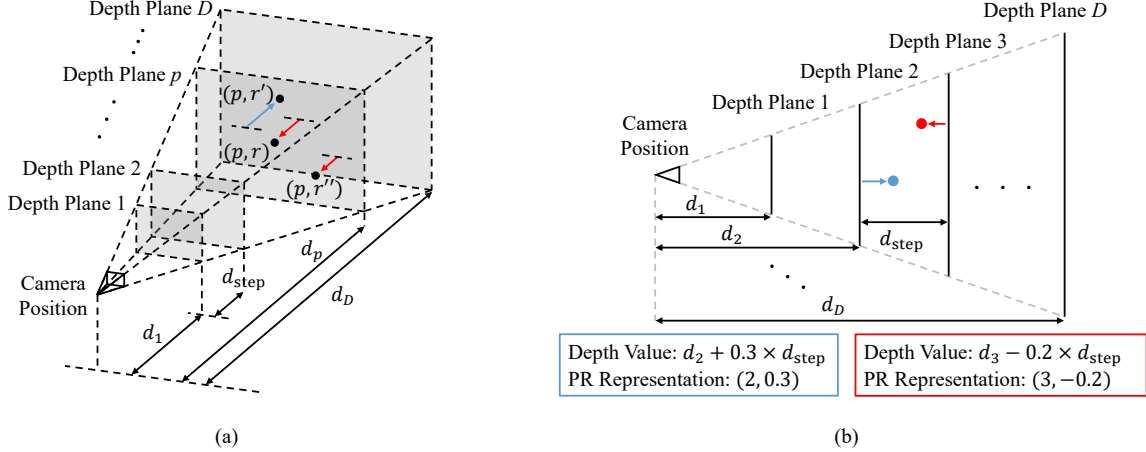 Depth Plane D
Depth Plane p
Depth Plane 2
Depth Plane 1
Camera
Position
(p, r′)
(p, r)
(p, r′′)
d_1
d_step
d_p
d_D
(a)
Depth Plane D
Depth Plane 3
Depth Plane 2
Depth Plane 1
Camera
Position
d_1
d_2
d_step
d_D
Depth Value: d_2 + 0.3 × d_step
PR Representation: (2, 0.3)
Depth Value: d_3 − 0.2 × d_step
PR Representation: (3, −0.2)
(b)